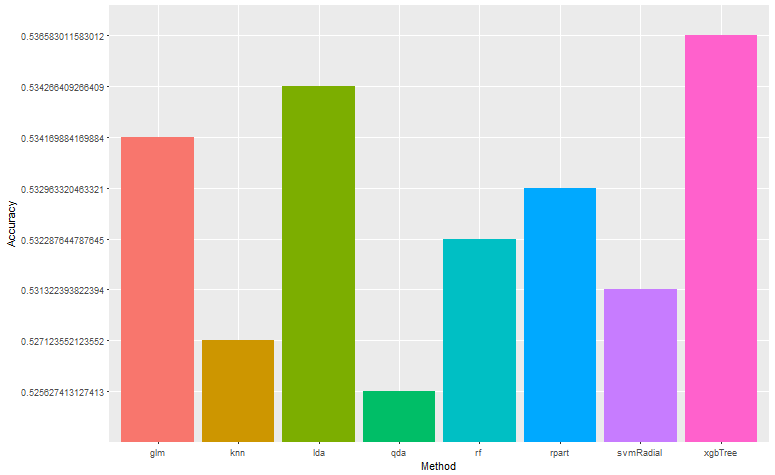 0.536583011583012
0.534266409266409
0.534169884169884
0.532963320463321
0.532287644787645
0.531322393822394
0.527123552123552
0.525627413127413
Accuracy
glm knn lda qda rf rpart svmRadial xgbTree
Method